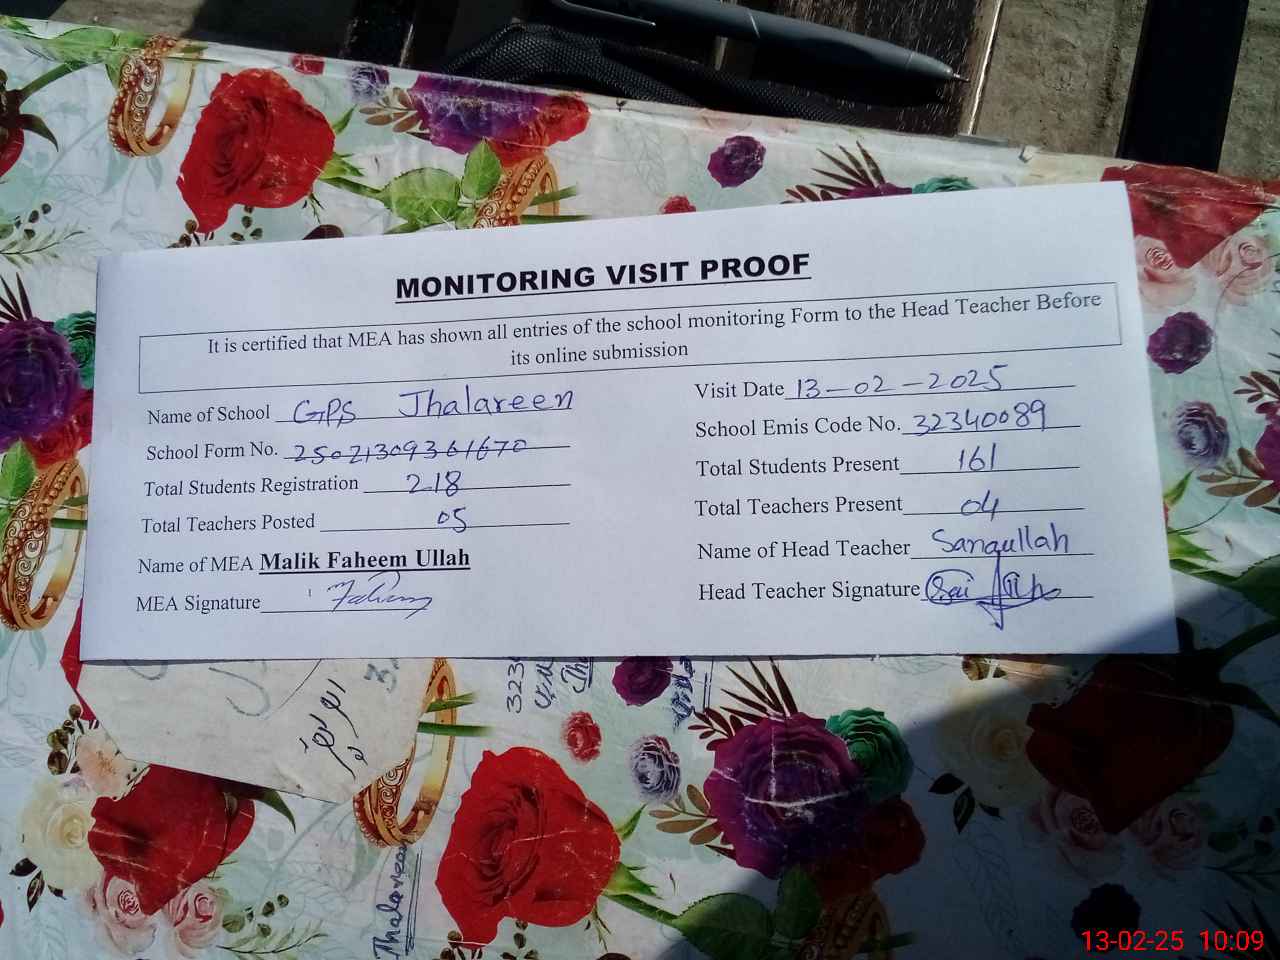 MONITORING VISIT PROOF
It is certified that MEA has shown all entries of the school monitoring Form to the Head Teacher Before
its online submission
Name of School GPS Jhalareen
Visit Date 13-02-2025
School Form No. 25021309361670
School Emis Code No. 32340089
Total Students Registration 218
Total Students Present 161
Total Teachers Posted 05
Total Teachers Present 04
Name of MEA Malik Faheem Ullah
Name of Head Teacher Sanaullah
MEA Signature Faheem
Head Teacher Signature
323
Jhalareen
13-02-25 10:09